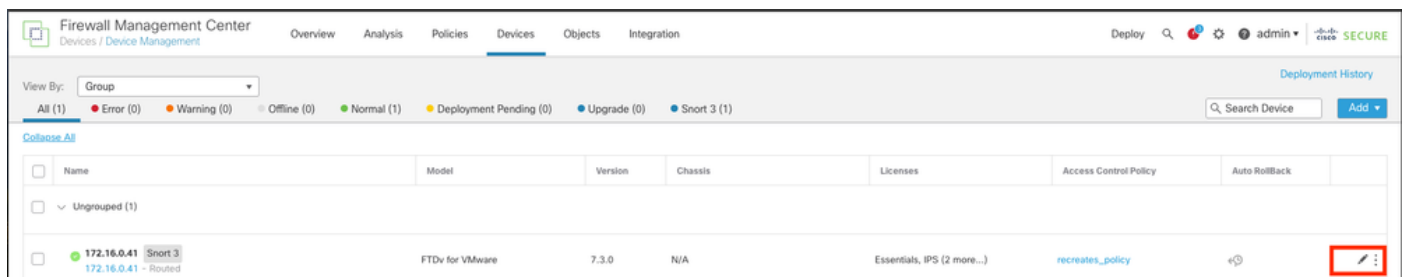 Firewall Management Center
Devices / Device Management
Overview Analysis Policies Devices Objects Integration
Deploy admin cisco SECURE
Deployment History
View By: Group
All (1) Error (0) Warning (0) Offline (0) Normal (1) Deployment Pending (0) Upgrade (0) Snort 3 (1)
Search Device Add
Collapse All
Name Model Version Chassis Licenses Access Control Policy Auto RollBack
Ungrouped (1)
172.16.0.41 Snort 3
172.16.0.41 - Routed
FTDv for VMware 7.3.0 N/A Essentials, IPS (2 more...) recreates_policy